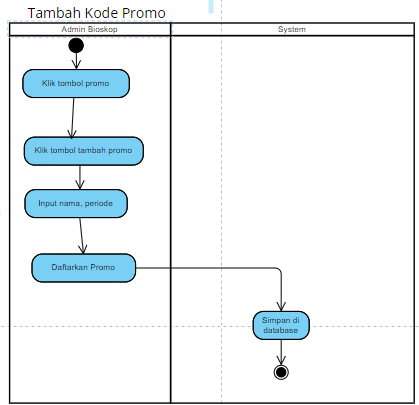 Tambah Kode Promo
Admin Bioskop
System
Klik tombol promo
Klik tombol tambah promo
Input nama, periode
Daftarkan Promo
Simpan di
database